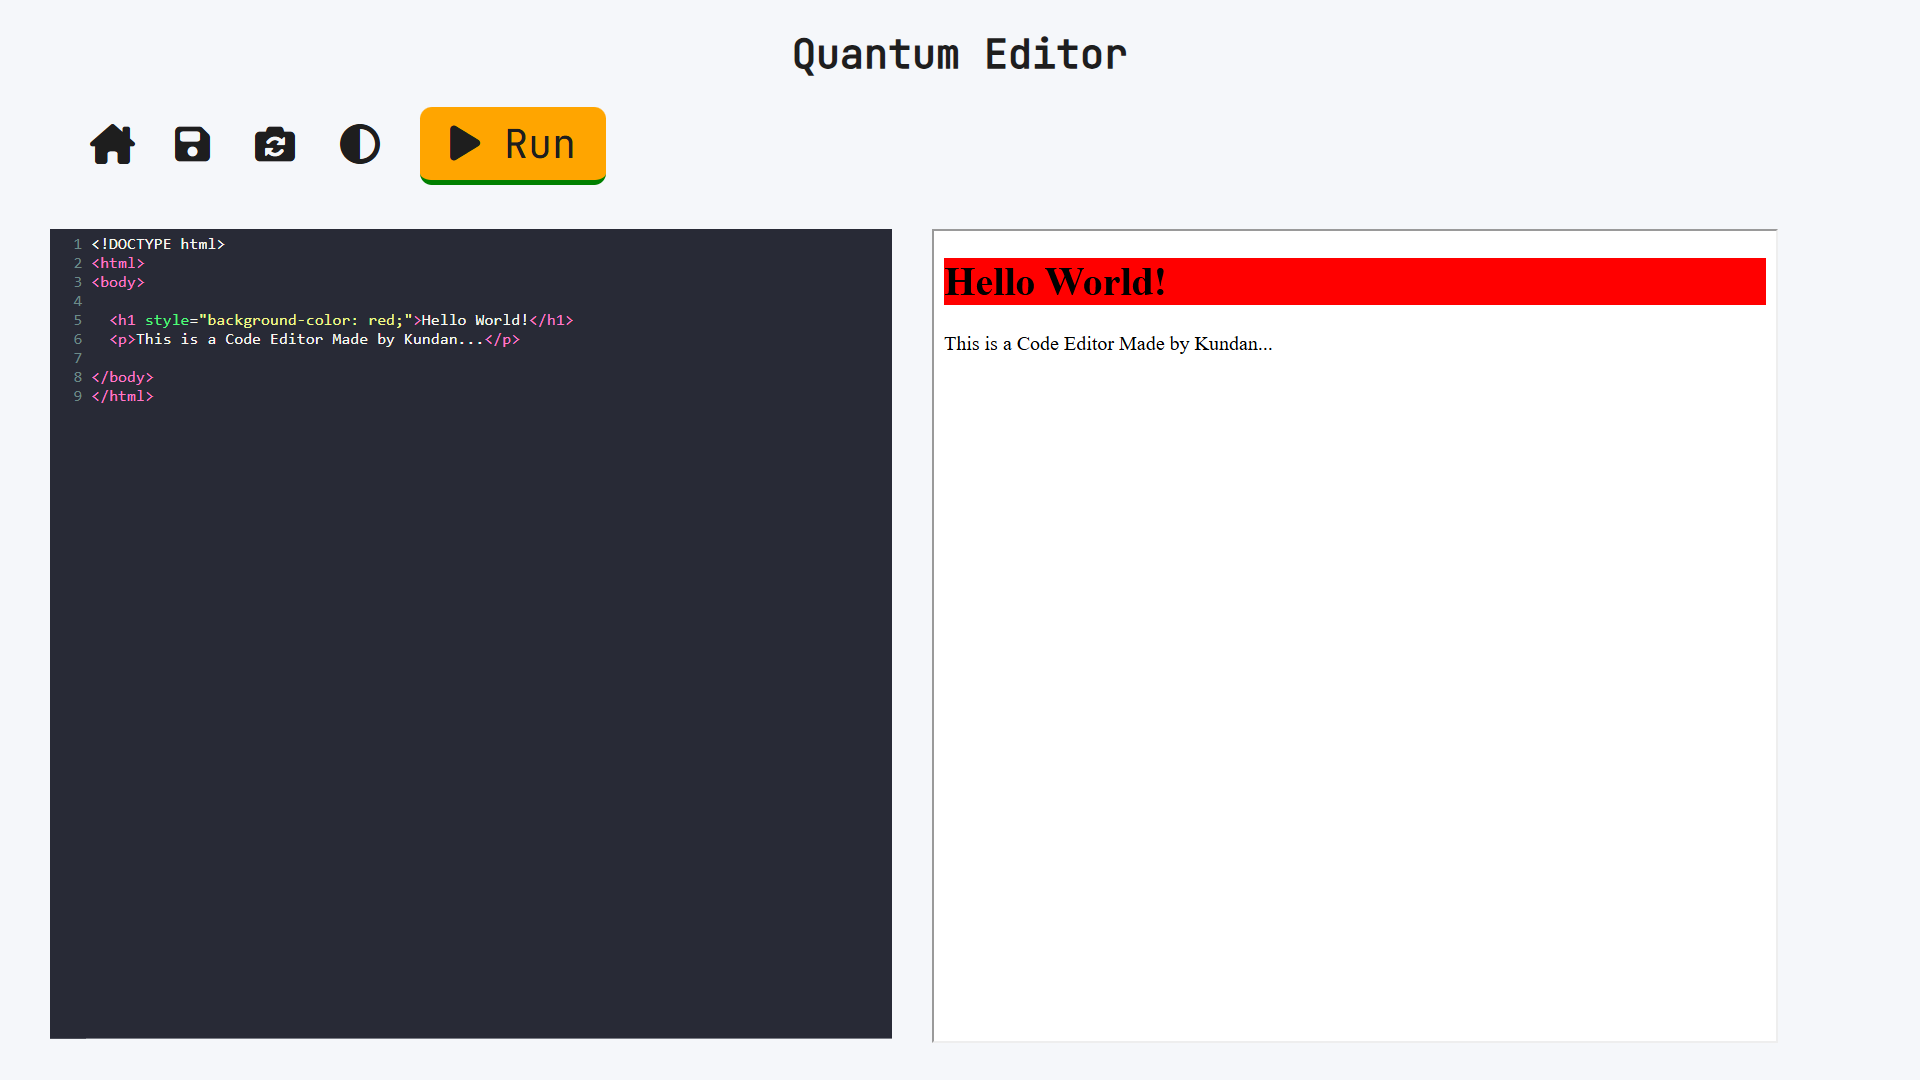 Quantum Editor
Run
1 <!DOCTYPE html>
2 <html>
3 <body>
4
5   <h1 style="background-color: red;">Hello World!</h1>
6   <p>This is a Code Editor Made by Kundan...</p>
7
8 </body>
9 </html>
Hello World!
This is a Code Editor Made by Kundan...